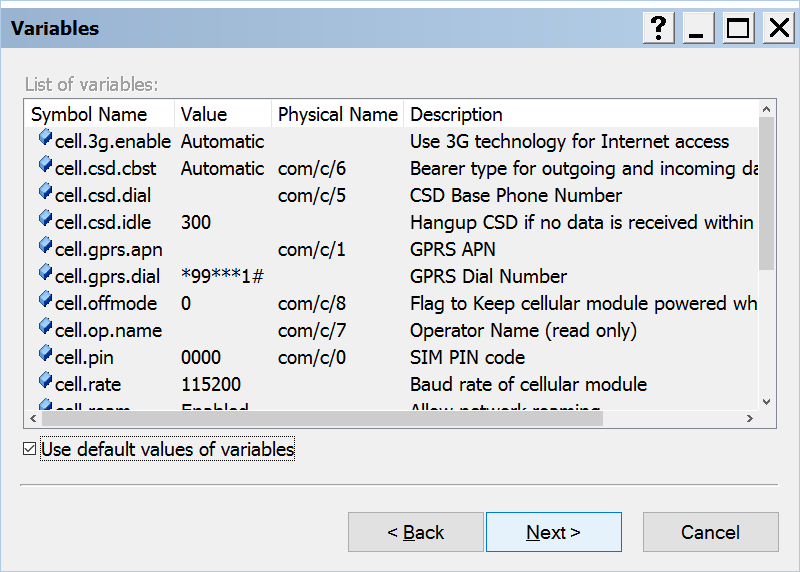 Variables
List of variables:
Symbol Name Value Physical Name Description
cell.3g.enable Automatic Use 3G technology for Internet access
cell.csd.cbst Automatic com/c/6 Bearer type for outgoing and incoming da
cell.csd.dial com/c/5 CSD Base Phone Number
cell.csd.idle 300 Hangup CSD if no data is received within
cell.gprs.apn com/c/1 GPRS APN
cell.gprs.dial *99***1# GPRS Dial Number
cell.offmode 0 com/c/8 Flag to Keep cellular module powered wh
cell.op.name com/c/7 Operator Name (read only)
cell.pin 0000 com/c/0 SIM PIN code
cell.rate 115200 Baud rate of cellular module
cell.roam Enabled Allow network roaming
Use default values of variables
< Back Next > Cancel